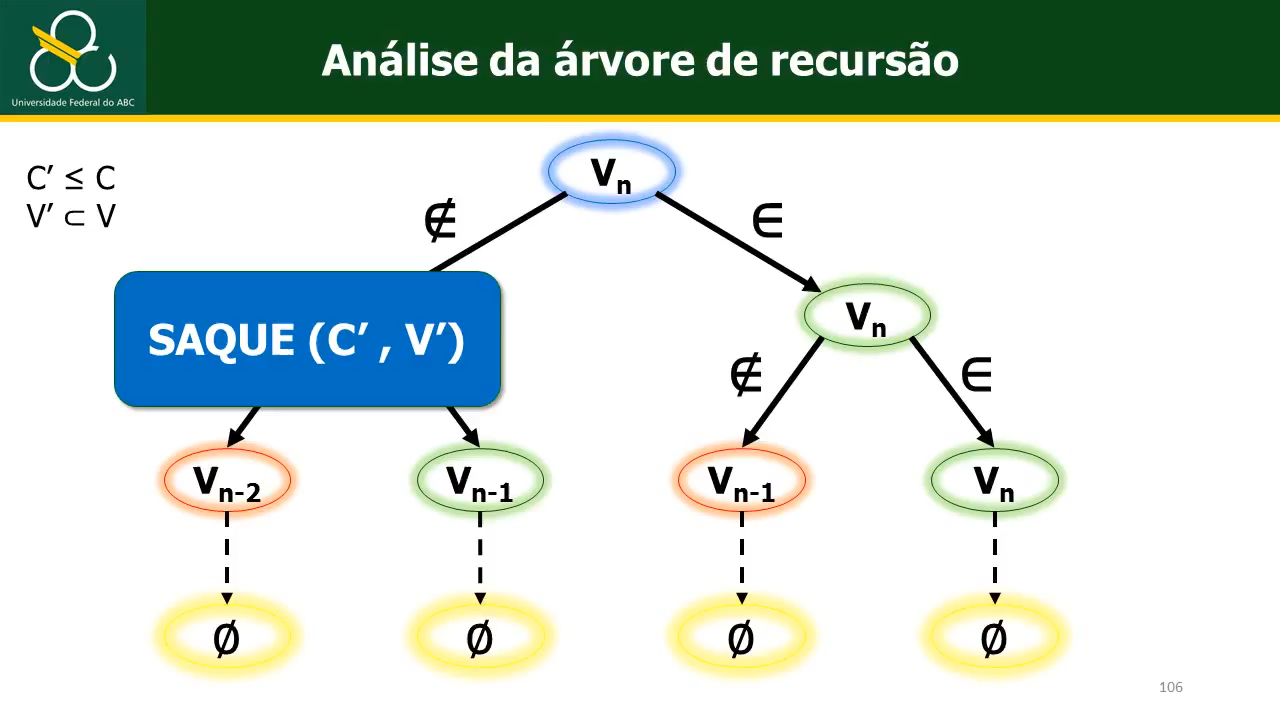 Análise da árvore de recursão
Universidade Federal do ABC
C’ ≤ C
V’ ⊂ V
Vn
∉ ∈
SAQUE (C’ , V’)
Vn
∉ ∈
Vn-2 Vn-1 Vn-1 Vn
∅ ∅ ∅ ∅
106